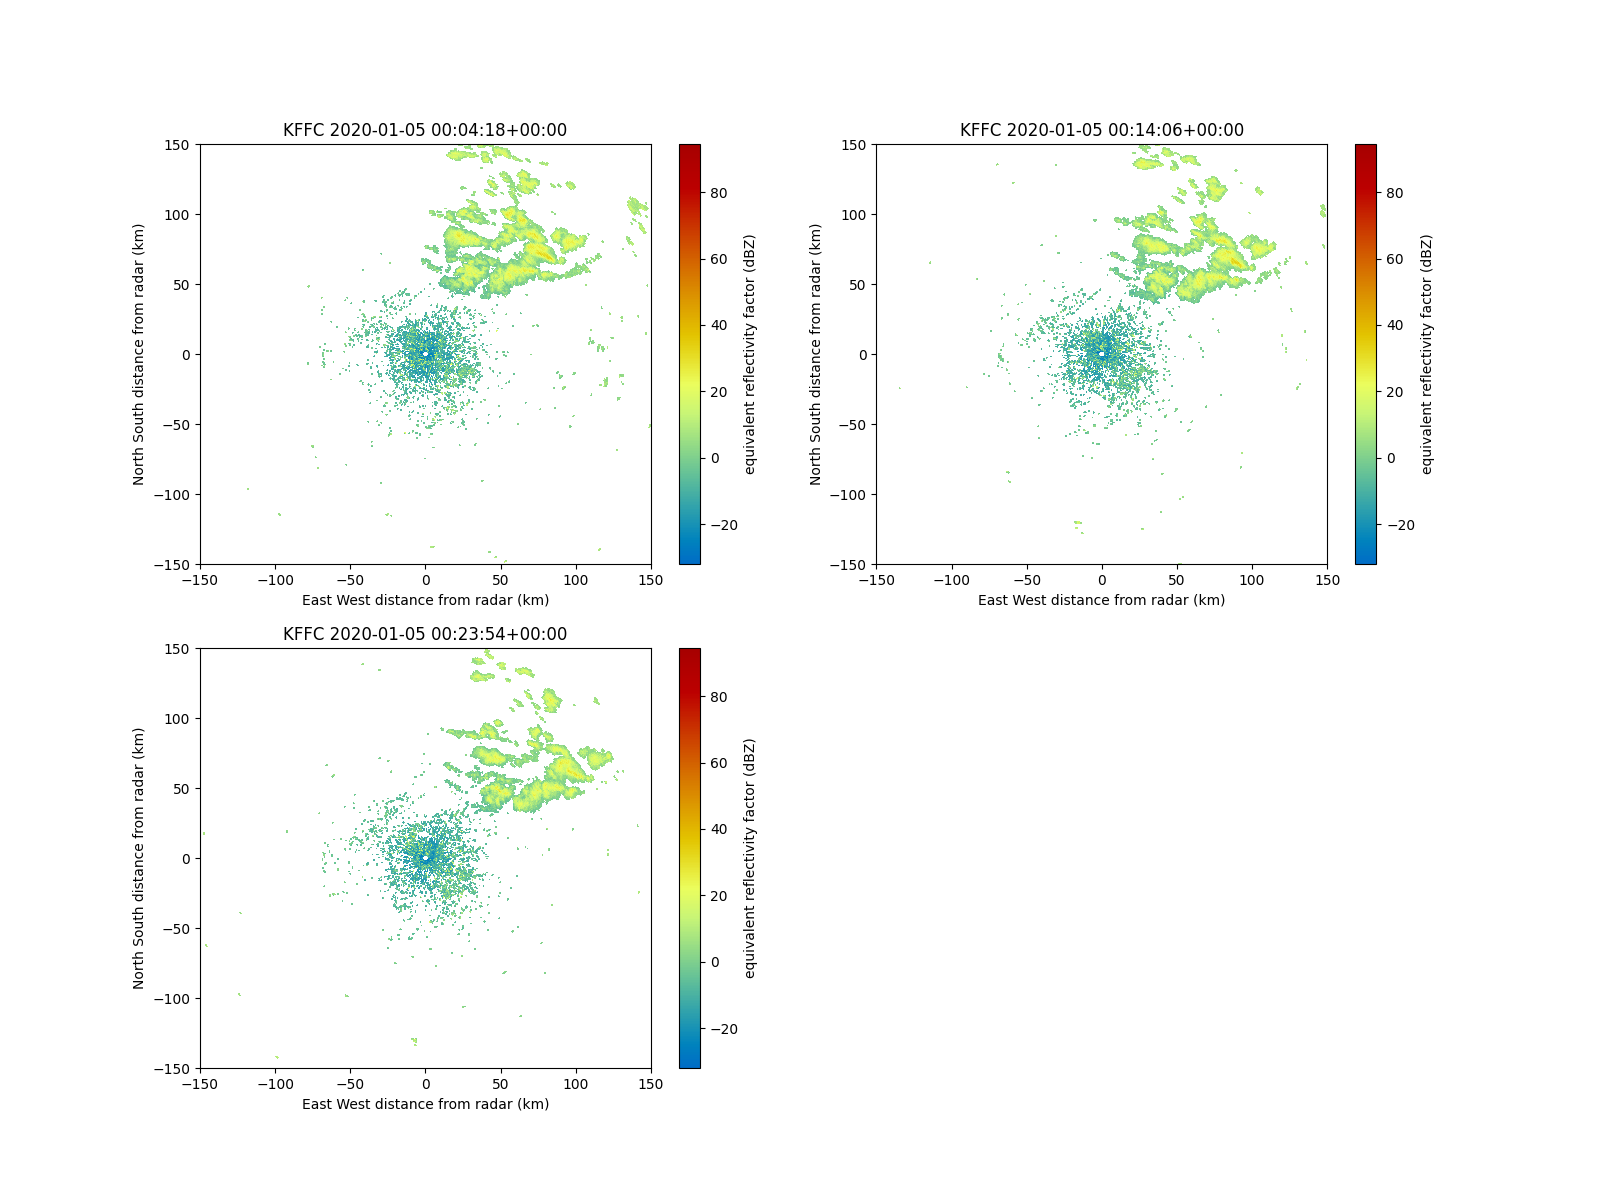 KFFC 2020-01-05 00:04:18+00:00
North South distance from radar (km)
150
100
50
0
−50
−100
−150
−150 −100 −50 0 50 100 150
East West distance from radar (km)
80
60
40
20
0
−20
equivalent reflectivity factor (dBZ)
KFFC 2020-01-05 00:14:06+00:00
North South distance from radar (km)
150
100
50
0
−50
−100
−150
−150 −100 −50 0 50 100 150
East West distance from radar (km)
80
60
40
20
0
−20
equivalent reflectivity factor (dBZ)
KFFC 2020-01-05 00:23:54+00:00
North South distance from radar (km)
150
100
50
0
−50
−100
−150
−150 −100 −50 0 50 100 150
East West distance from radar (km)
80
60
40
20
0
−20
equivalent reflectivity factor (dBZ)